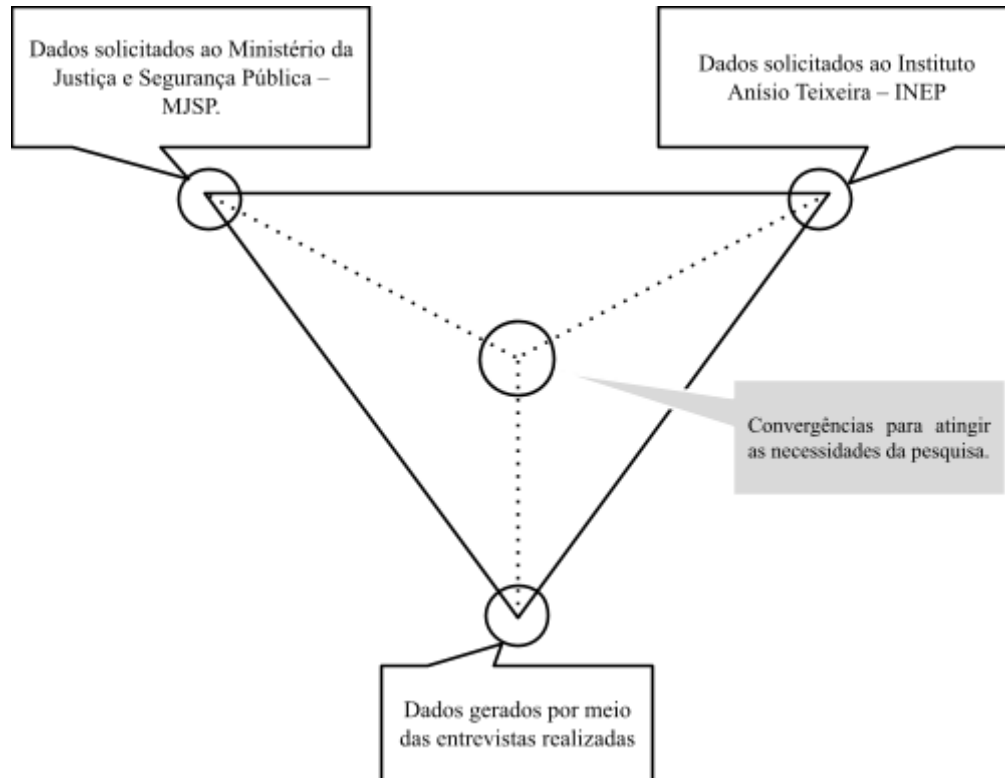 Dados solicitados ao Ministério da
Justiça e Segurança Pública –
MJSP.
Dados solicitados ao Instituto
Anísio Teixeira – INEP
Convergências para atingir
as necessidades da pesquisa.
Dados gerados por meio
das entrevistas realizadas